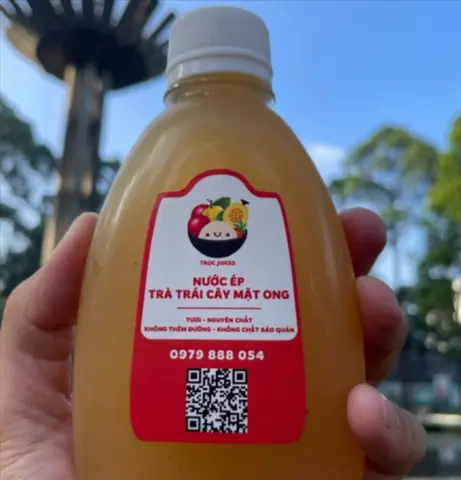 TRỌC JUICES
NƯỚC ÉP
TRÀ TRÁI CÂY MẬT ONG
TƯƠI - NGUYÊN CHẤT
KHÔNG THÊM ĐƯỜNG - KHÔNG CHẤT BẢO QUẢN
0979 888 054